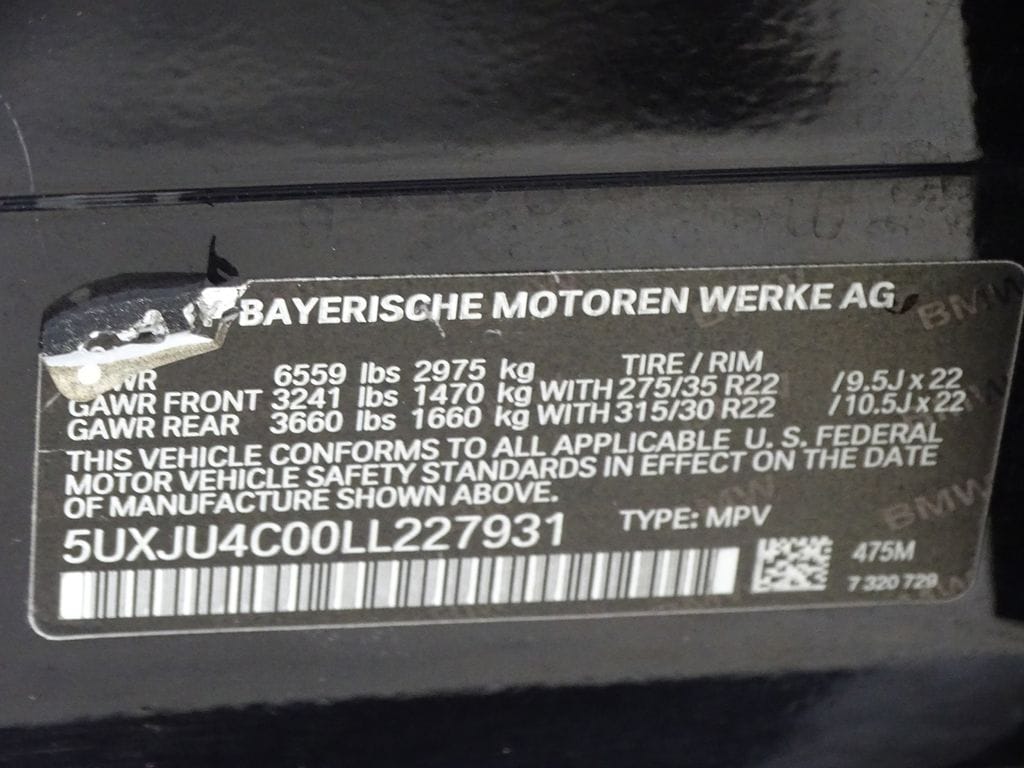 BAYERISCHE MOTOREN WERKE AG
BMW
TIRE / RIM
6559 lbs 2975 kg
GAWR FRONT 3241 lbs 1470 kg WITH 275/35 R22 / 9.5J x 22
GAWR REAR 3660 lbs 1660 kg WITH 315/30 R22 / 10.5J x 22
THIS VEHICLE CONFORMS TO ALL APPLICABLE U. S. FEDERAL
MOTOR VEHICLE SAFETY STANDARDS IN EFFECT ON THE DATE
OF MANUFACTURE SHOWN ABOVE.
BMW
5UXJU4C00LL227931 TYPE: MPV
475M
7 320 729